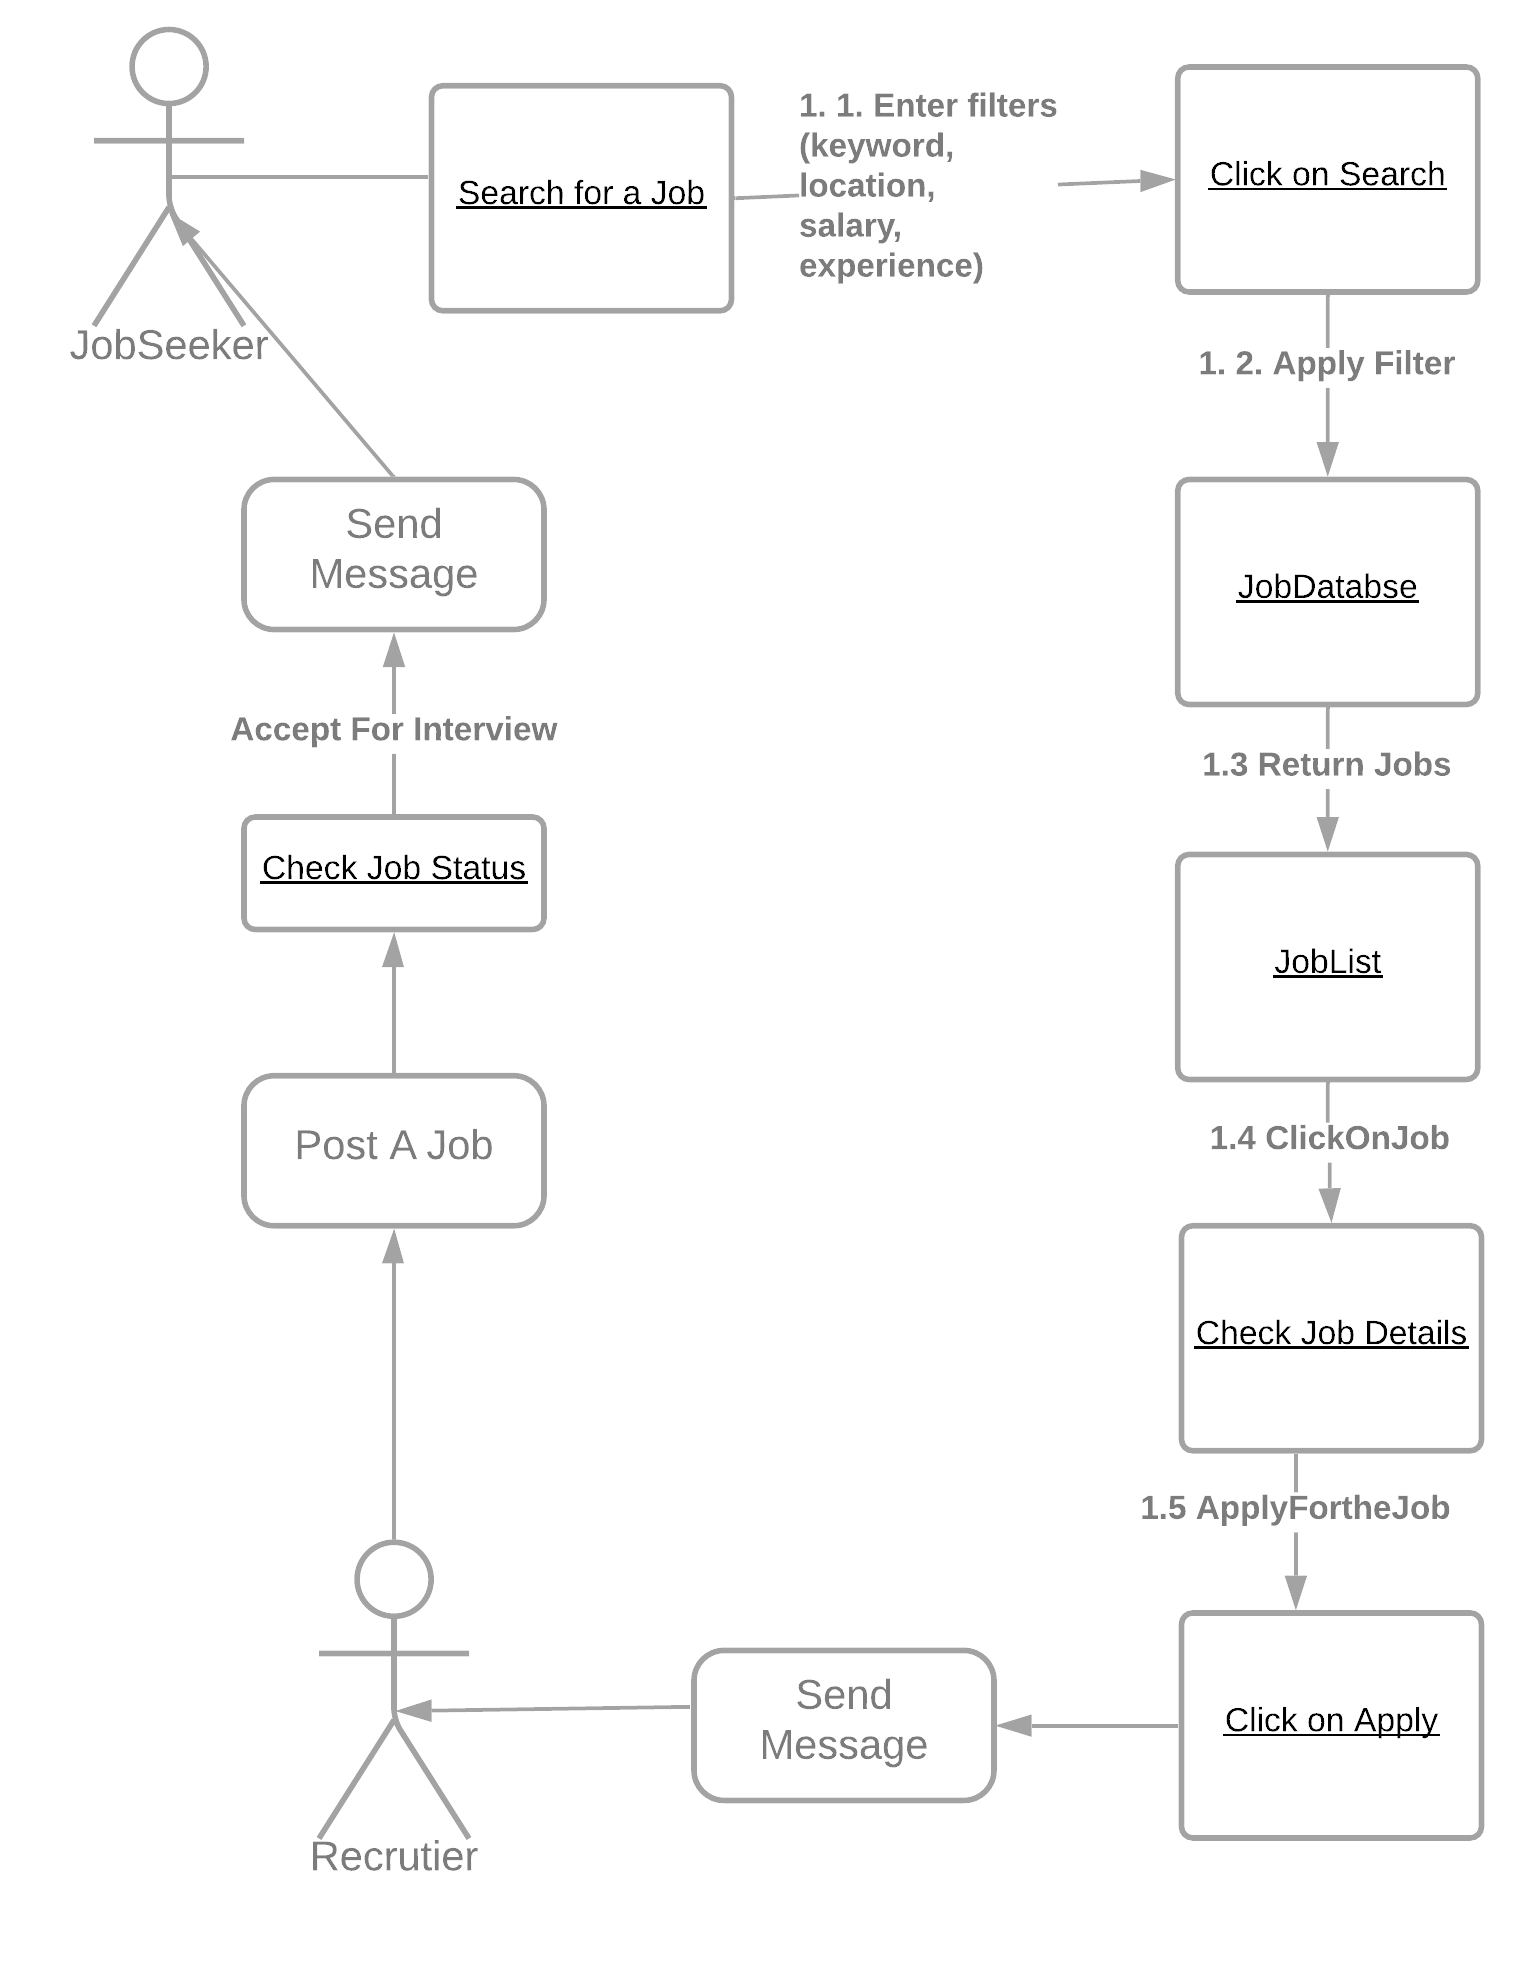 Search for a Job
1. 1. Enter filters
(keyword,
location,
salary,
experience)
Click on Search
JobSeeker
1. 2. Apply Filter
Send
Message
JobDatabse
Accept For Interview
1.3 Return Jobs
Check Job Status
JobList
Post A Job
1.4 ClickOnJob
Check Job Details
1.5 ApplyFortheJob
Send
Message
Click on Apply
Recrutier